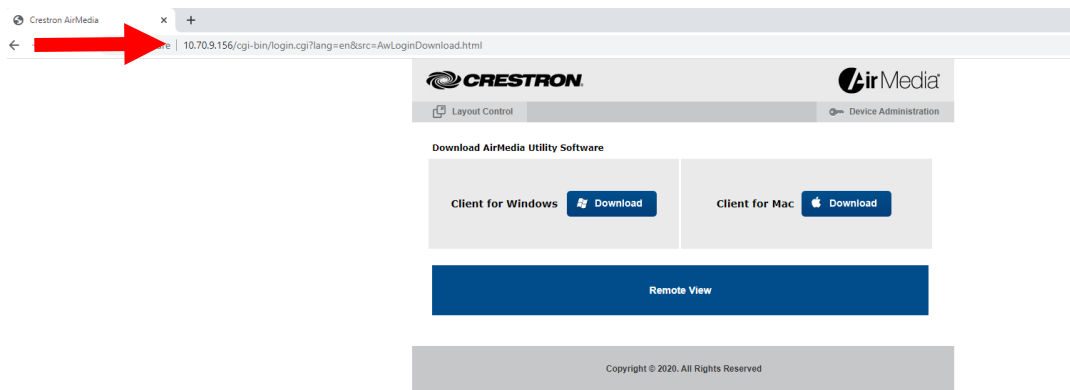 Crestron AirMedia
10.70.9.156/cgi-bin/login.cgi?lang=en&src=AwLoginDownload.html
CRESTRON
AirMedia
Layout Control
Device Administration
Download AirMedia Utility Software
Client for Windows Download
Client for Mac Download
Remote View
Copyright © 2020. All Rights Reserved